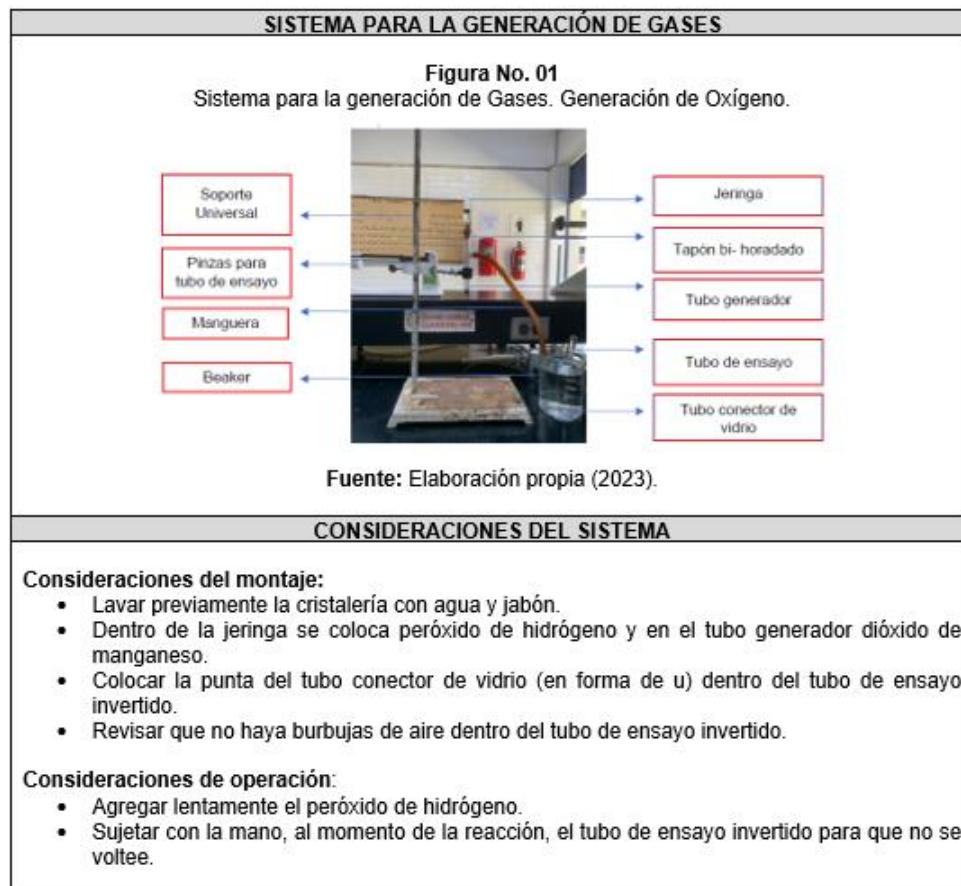 SISTEMA PARA LA GENERACIÓN DE GASES
Figura No. 01
Sistema para la generación de Gases. Generación de Oxígeno.
Soporte
Universal
Pinzas para
tubo de ensayo
Manguera
Beaker
Jeringa
Tapón bi- horadado
Tubo generador
Tubo de ensayo
Tubo conector de
vidrio
Fuente: Elaboración propia (2023).
CONSIDERACIONES DEL SISTEMA
Consideraciones del montaje:
• Lavar previamente la cristalería con agua y jabón.
• Dentro de la jeringa se coloca peróxido de hidrógeno y en el tubo generador dióxido de
manganeso.
• Colocar la punta del tubo conector de vidrio (en forma de u) dentro del tubo de ensayo
invertido.
• Revisar que no haya burbujas de aire dentro del tubo de ensayo invertido.
Consideraciones de operación:
• Agregar lentamente el peróxido de hidrógeno.
• Sujetar con la mano, al momento de la reacción, el tubo de ensayo invertido para que no se
voltee.